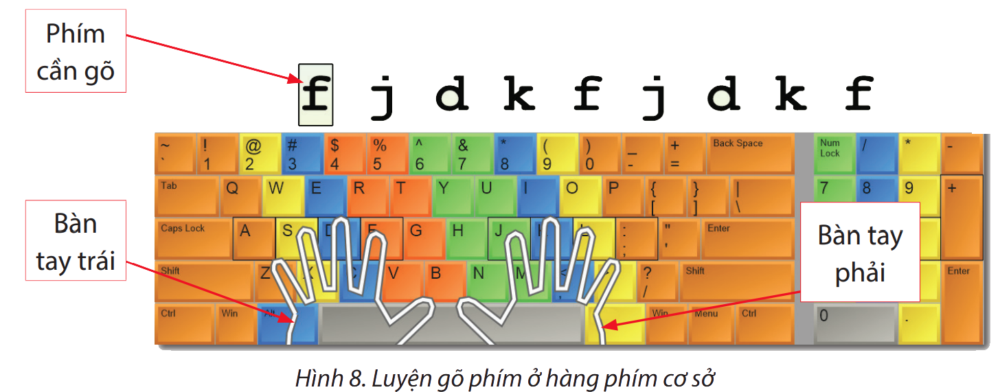 Phím
cần gõ
f j d k f j d k f
~ ! @ # $ % ^ & * ( ) _ + Back Space
` 1 2 3 4 5 6 7 8 9 0 - =
Num Lock / * -
Tab Q W E R T Y U I O P { } |
[ ] \
7 8 9 +
Caps Lock A S D F G H J K L : " Enter
; '
Bàn
tay trái
Bàn tay
phải
Shift Z X C V B N M < > ? Shift
, /
Enter
Ctrl Win Alt Win Menu Ctrl
0 .
Hình 8. Luyện gõ phím ở hàng phím cơ sở